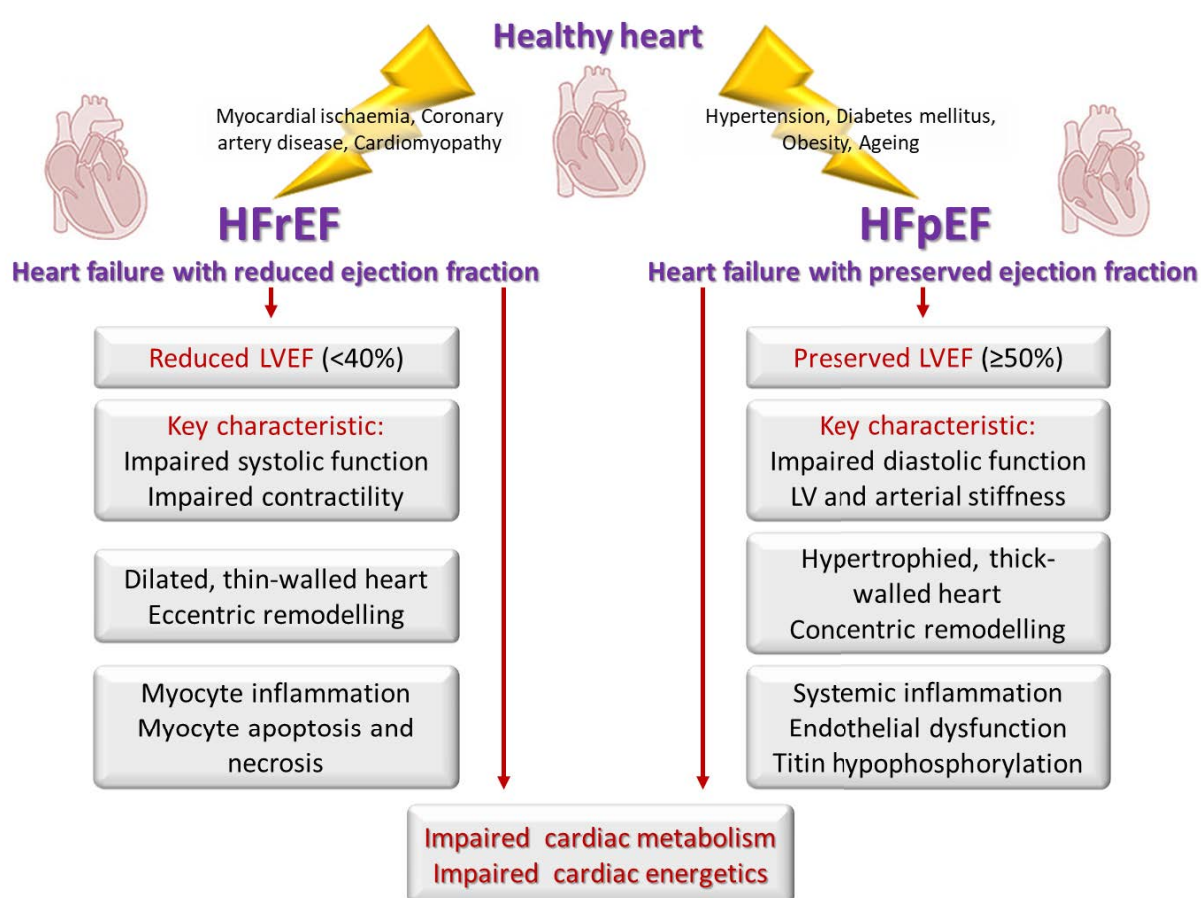 Healthy heart
Myocardial ischaemia, Coronary
artery disease, Cardiomyopathy
Hypertension, Diabetes mellitus,
Obesity, Ageing
HFrEF
Heart failure with reduced ejection fraction
HFpEF
Heart failure with preserved ejection fraction
Reduced LVEF (<40%)
Key characteristic:
Impaired systolic function
Impaired contractility
Dilated, thin-walled heart
Eccentric remodelling
Myocyte inflammation
Myocyte apoptosis and
necrosis
Preserved LVEF (≥50%)
Key characteristic:
Impaired diastolic function
LV and arterial stiffness
Hypertrophied, thick-
walled heart
Concentric remodelling
Systemic inflammation
Endothelial dysfunction
Titin hypophosphorylation
Impaired cardiac metabolism
Impaired cardiac energetics